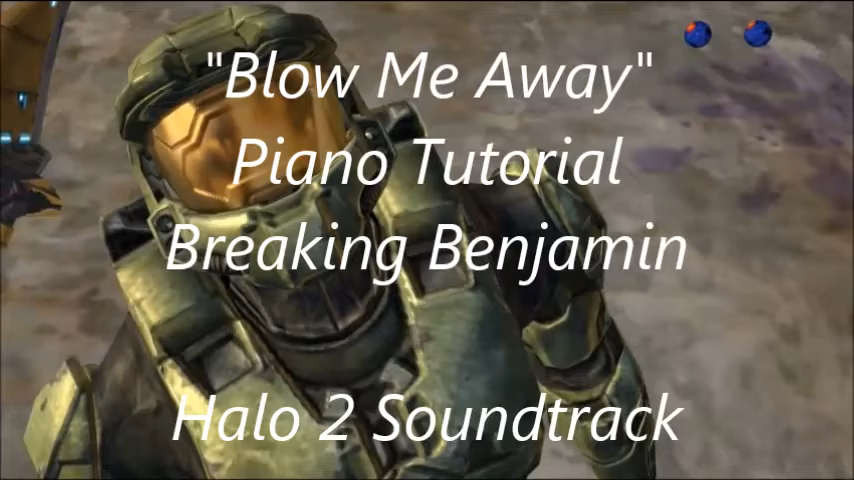 "Blow Me Away"
Piano Tutorial
Breaking Benjamin
Halo 2 Soundtrack